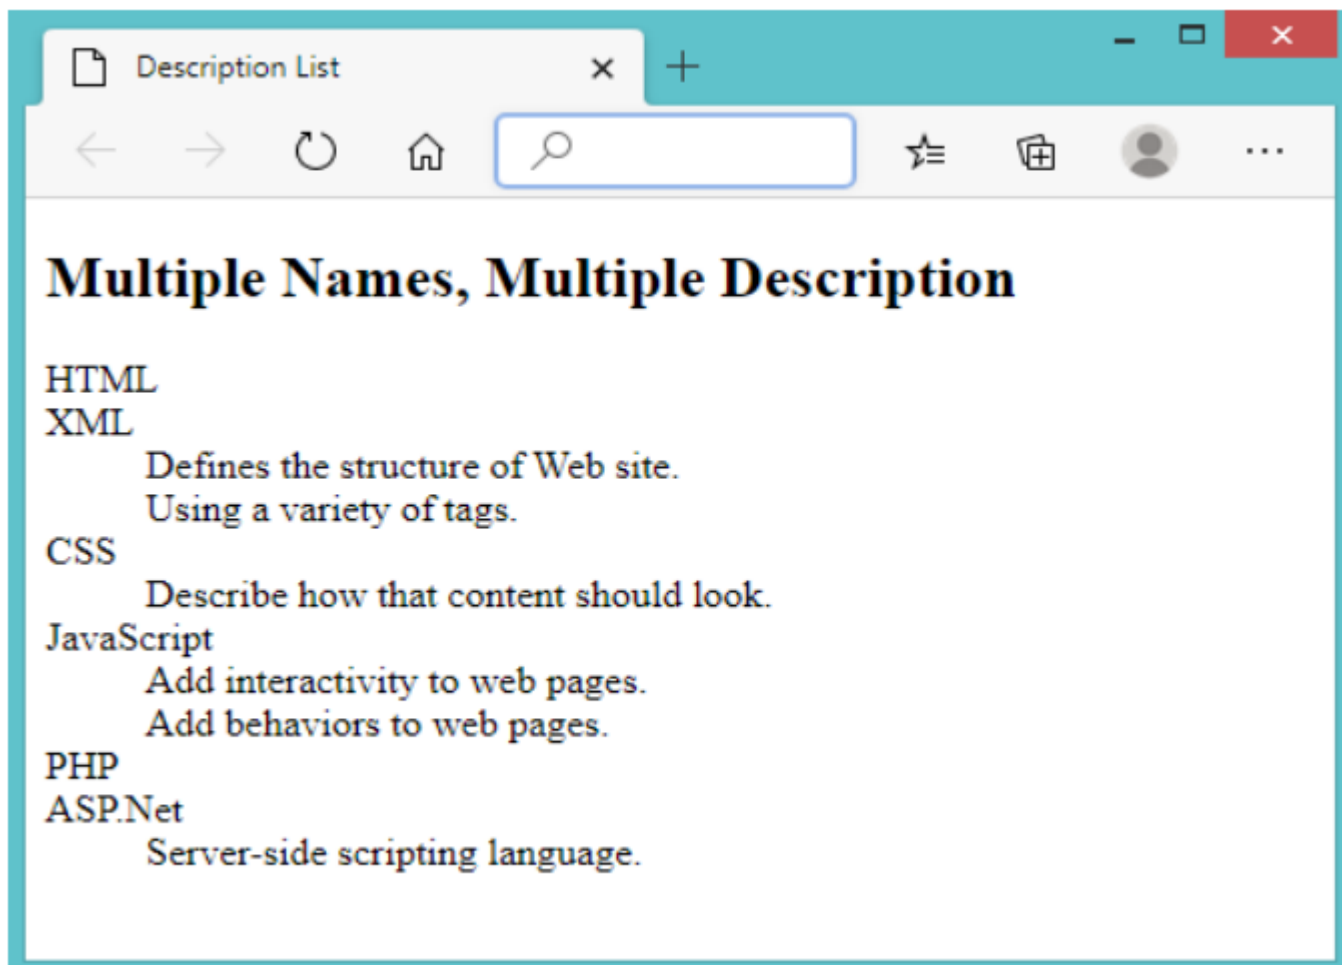 Description List
Multiple Names, Multiple Description
HTML
XML
Defines the structure of Web site.
Using a variety of tags.
CSS
Describe how that content should look.
JavaScript
Add interactivity to web pages.
Add behaviors to web pages.
PHP
ASP.Net
Server-side scripting language.